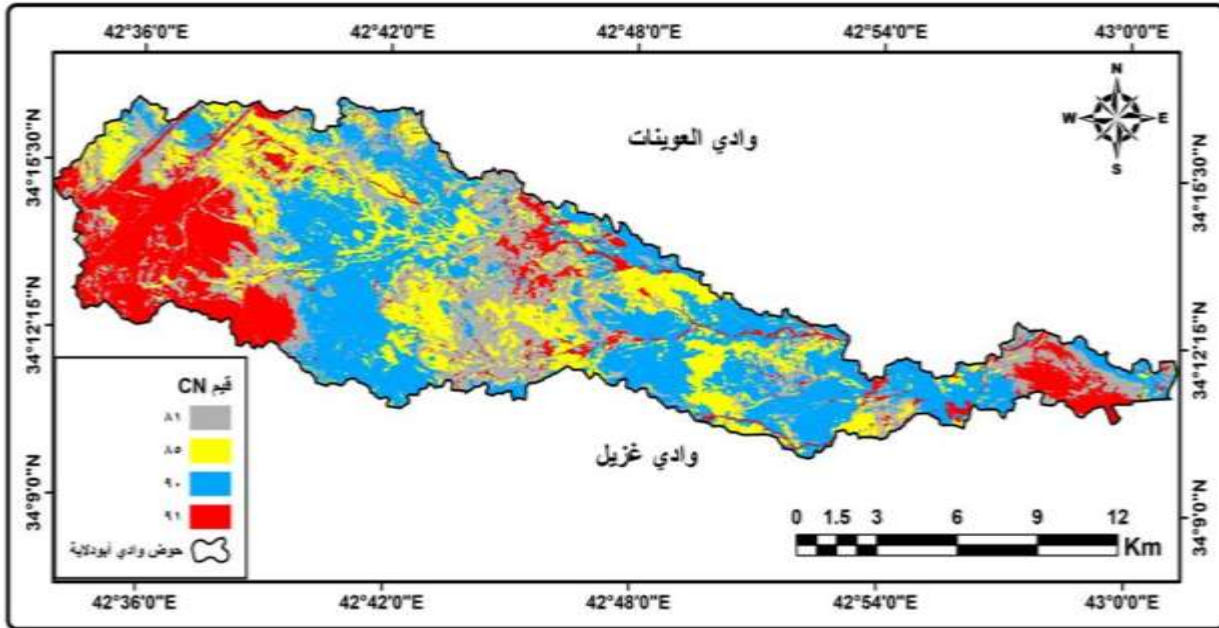 42°36'0"E 42°42'0"E 42°48'0"E 42°54'0"E 43°0'0"E
N
W E
S
وادي العوينات
34°15'30"N 34°15'30"N
34°12'15"N 34°12'15"N
34°9'0"N 34°9'0"N
وادي غزيل
قيم CN
٨١
٨٥
٩٠
٩١
حوض وادي أبودلاية
0 1.5 3 6 9 12
Km
42°36'0"E 42°42'0"E 42°48'0"E 42°54'0"E 43°0'0"E